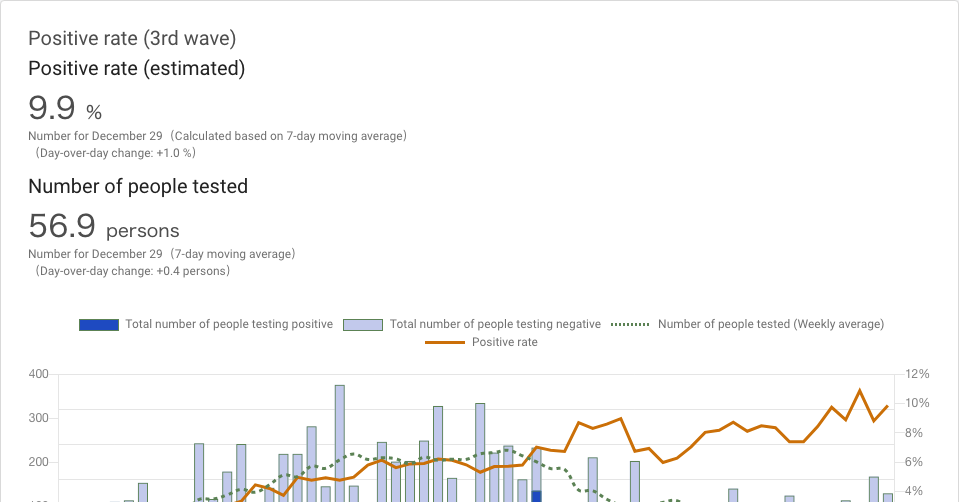 Positive rate (3rd wave)
Positive rate (estimated)
9.9 %
Number for December 29（Calculated based on 7-day moving average）
（Day-over-day change: +1.0 %）
Number of people tested
56.9 persons
Number for December 29（7-day moving average）
（Day-over-day change: +0.4 persons）
Total number of people testing positive Total number of people testing negative Number of people tested (Weekly average)
Positive rate
400 12%
300 10%
8%
200 6%
4%